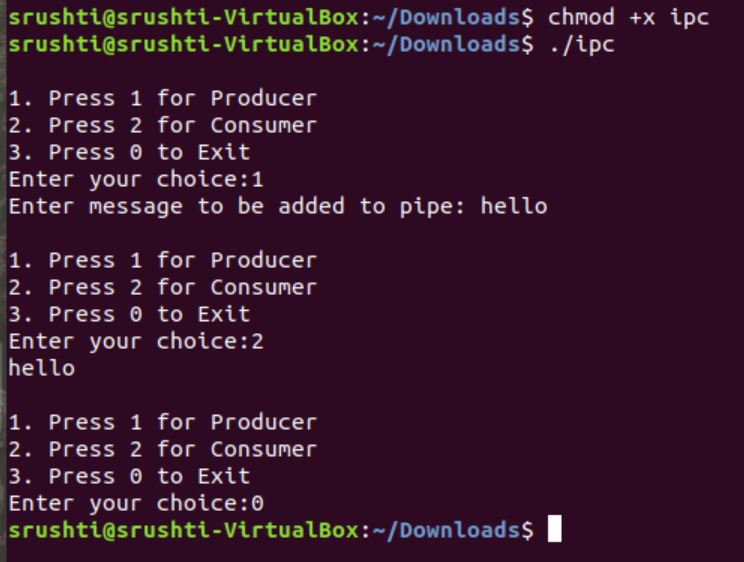 srushti@srushti-VirtualBox:~/Downloads$ chmod +x ipc
srushti@srushti-VirtualBox:~/Downloads$ ./ipc
1. Press 1 for Producer
2. Press 2 for Consumer
3. Press 0 to Exit
Enter your choice:1
Enter message to be added to pipe: hello
1. Press 1 for Producer
2. Press 2 for Consumer
3. Press 0 to Exit
Enter your choice:2
hello
1. Press 1 for Producer
2. Press 2 for Consumer
3. Press 0 to Exit
Enter your choice:0
srushti@srushti-VirtualBox:~/Downloads$